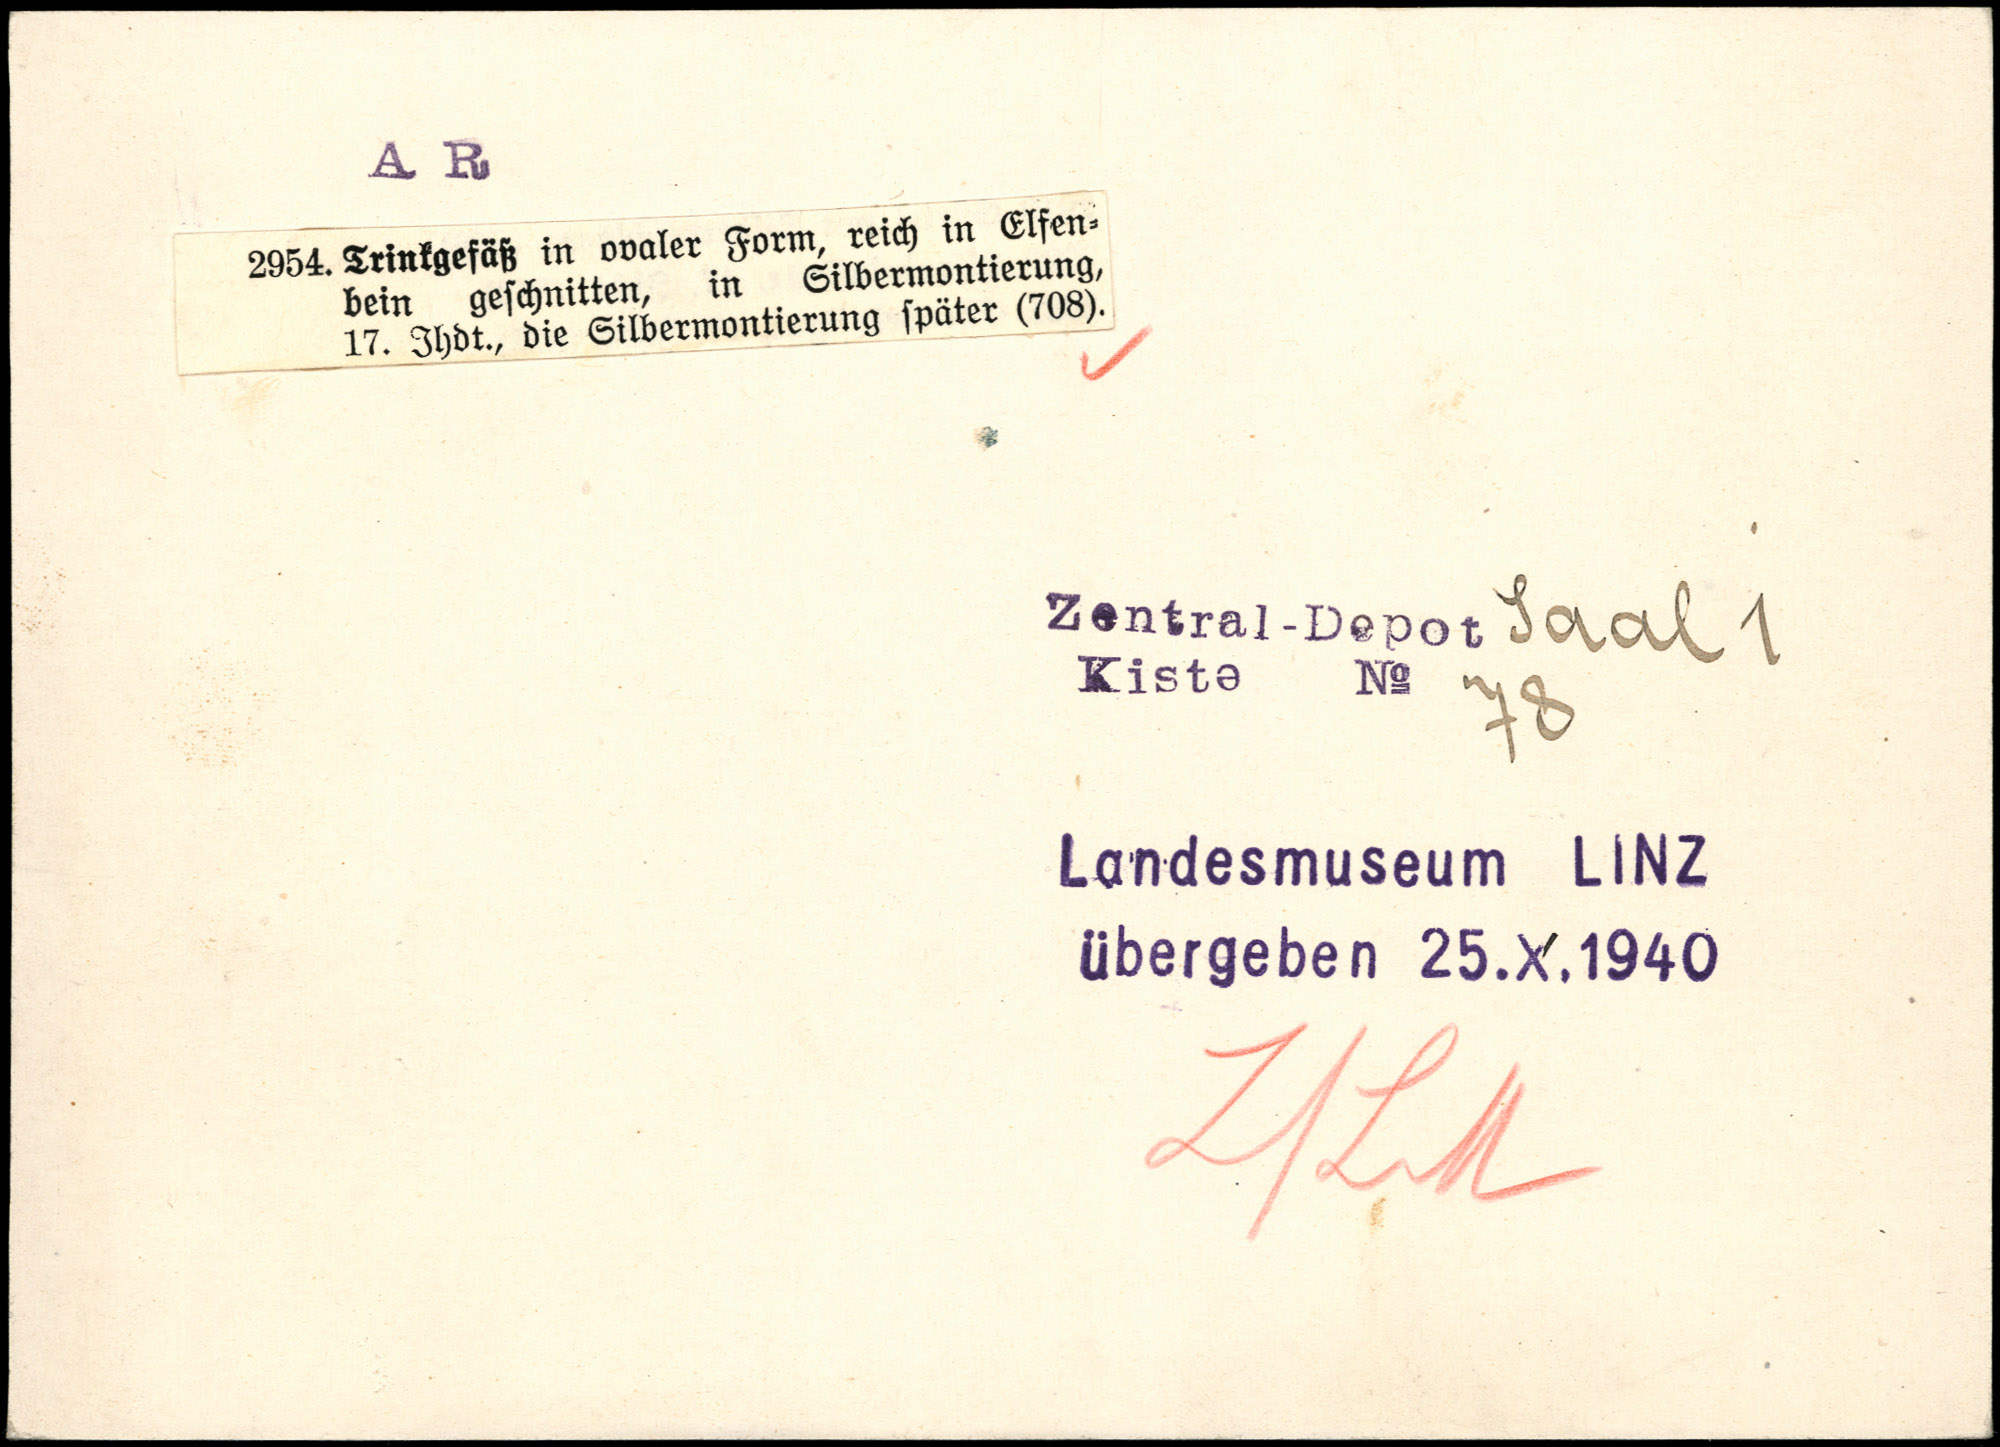 A R
2954. Trinkgefäß in ovaler Form, reich in Elfen-
bein geschnitten, in Silbermontierung,
17. Jhdt., die Silbermontierung später (708).
Zentral-Depot Saal 1
Kiste № 78
Landesmuseum LINZ
übergeben 25.X.1940